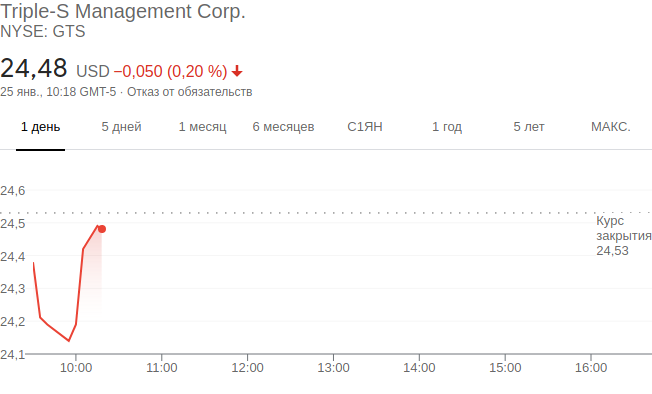 Triple-S Management Corp.
NYSE: GTS
24,48 USD −0,050 (0,20 %)
25 янв., 10:18 GMT-5 · Отказ от обязательств
1 день 5 дней 1 месяц 6 месяцев С1ЯН 1 год 5 лет МАКС.
24,6
24,5
24,4
24,3
24,2
24,1
Курс
закрытия
24,53
10:00 11:00 12:00 13:00 14:00 15:00 16:00